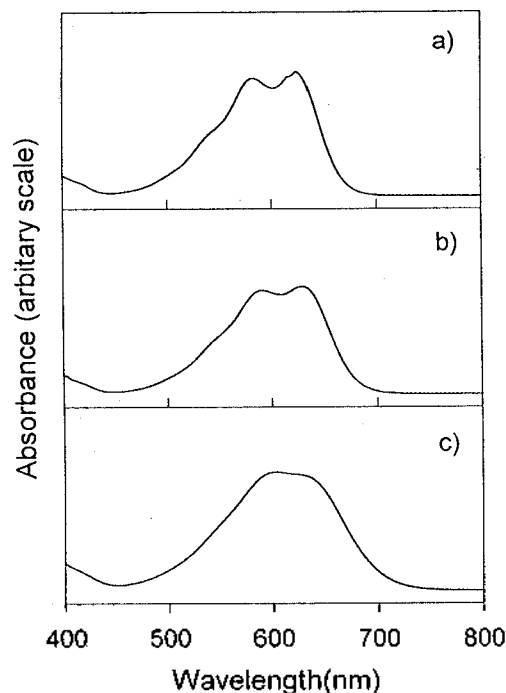 a)
b)
c)
Absorbance (arbitary scale)
400 500 600 700 800
Wavelength(nm)